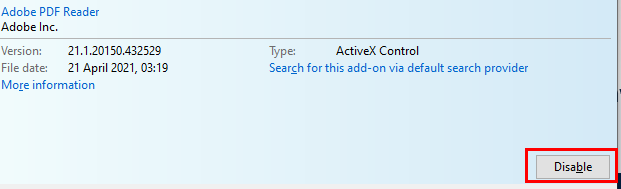 Adobe PDF Reader
Adobe Inc.
Version: 21.1.20150.432529 Type: ActiveX Control
File date: 21 April 2021, 03:19 Search for this add-on via default search provider
More information
Disable